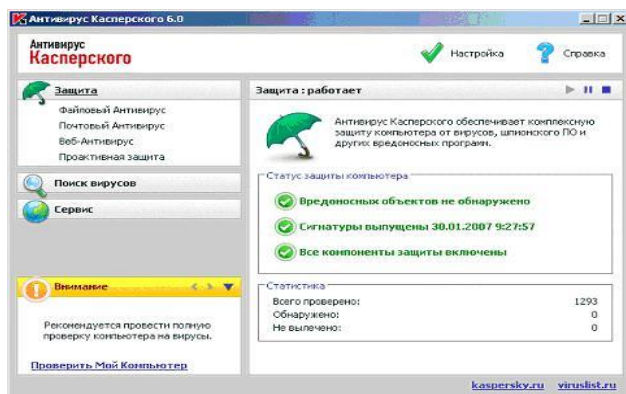 Антивирус Касперского 6.0
Антивирус
Касперского
Настройка
Справка
Защита
Файловый Антивирус
Почтовый Антивирус
Веб-Антивирус
Проактивная защита
Поиск вирусов
Сервис
Внимание
Рекомендуется провести полную
проверку компьютера на вирусы.
Проверить Мой Компьютер
Защита : работает
Антивирус Касперского обеспечивает комплексную
защиту компьютера от вирусов, шпионского ПО и
других вредоносных программ.
Статус защиты компьютера
Вредоносных объектов не обнаружено
Сигнатуры выпущены 30.01.2007 9:27:57
Все компоненты защиты включены
Статистика
Всего проверено: 1293
Обнаружено: 0
Не вылечено: 0
kaspersky.ru viruslist.ru